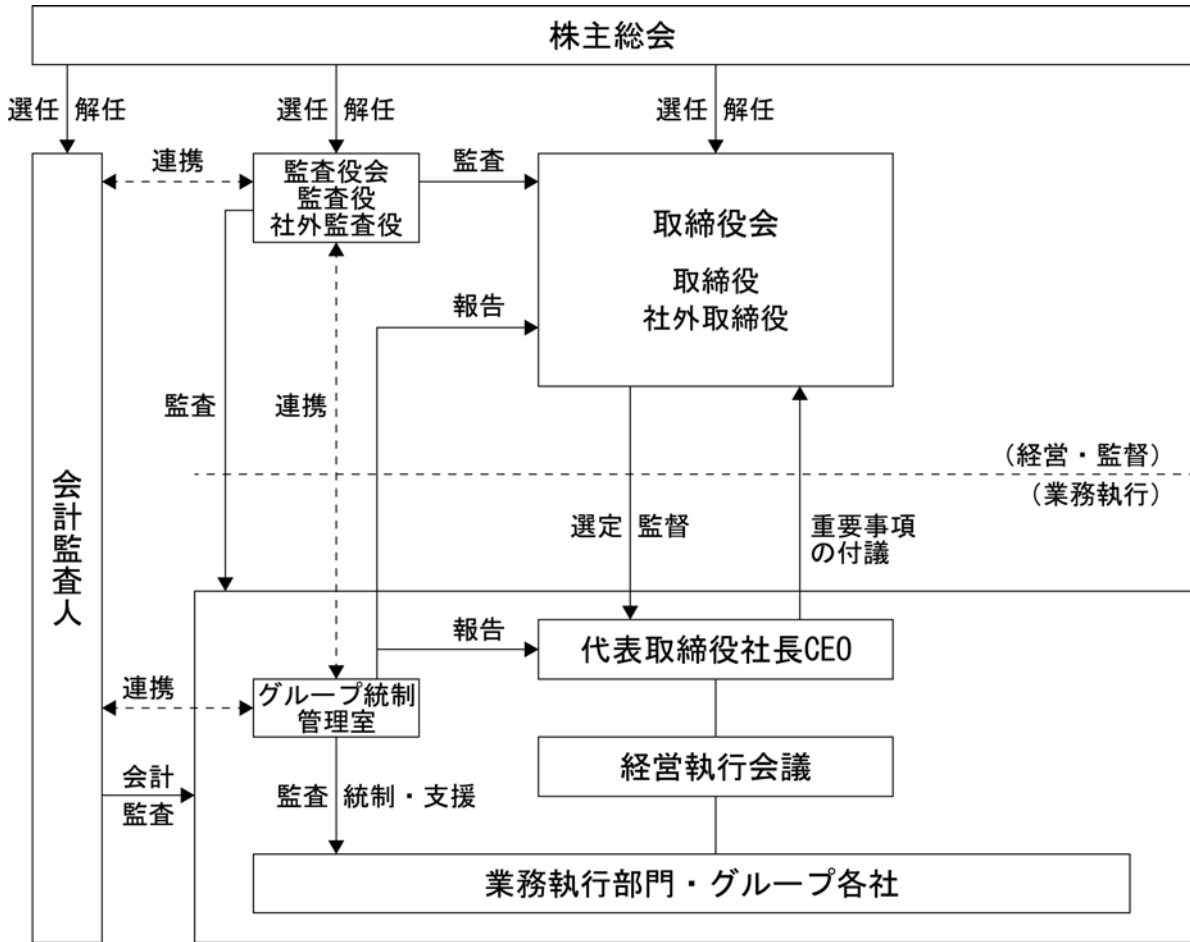 株主総会
選任 解任
選任 解任
選任 解任
連携
監査役会
監査役
社外監査役
監査
取締役会
取締役
社外取締役
報告
監査
連携
(経営・監督)
(業務執行)
会計監査人
選定 監督
重要事項
の付議
報告
代表取締役社長CEO
連携
グループ統制
管理室
経営執行会議
会計
監査
監査 統制・支援
業務執行部門・グループ各社